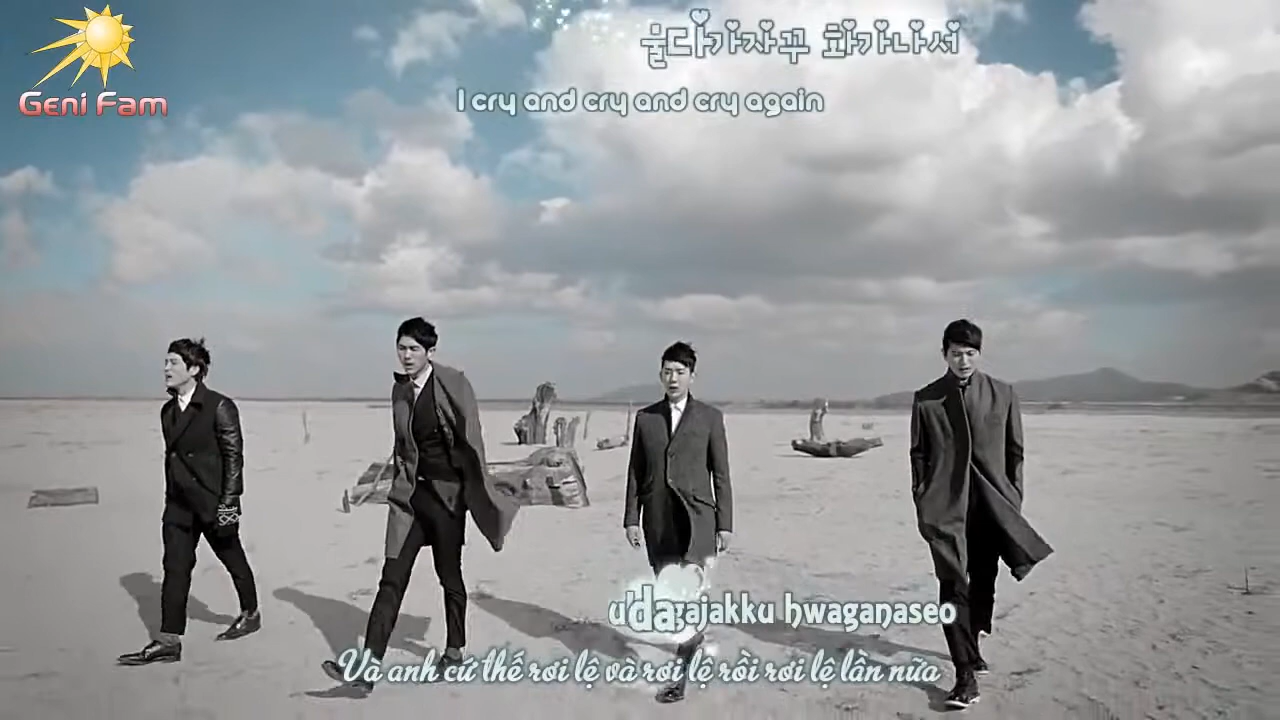 Geni Fam
울다가자꾸 화가나서
I cry and cry and cry again
udagajakku hwaganaseo
Và anh cứ thế rơi lệ và rơi lệ rồi rơi lệ lần nữa